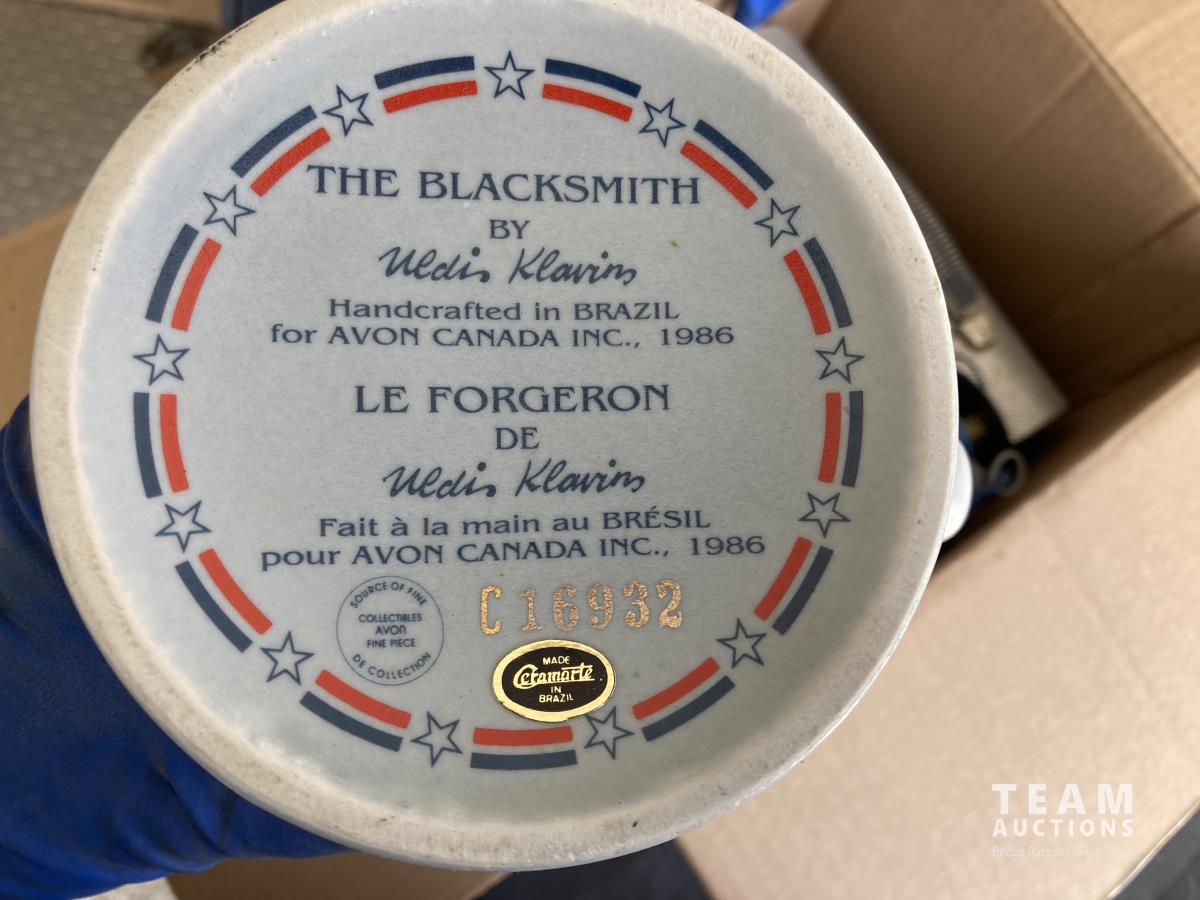 THE BLACKSMITH
BY
Uldis Klavins
Handcrafted in BRAZIL
for AVON CANADA INC., 1986
LE FORGERON
DE
Uldis Klavins
Fait à la main au BRÉSIL
pour AVON CANADA INC., 1986
SOURCE OF FINE
COLLECTIBLES
AVON
FINE PIÈCE
DE COLLECTION
C16932
MADE
Ceramarte
IN
BRAZIL
TEAM
AUCTIONS